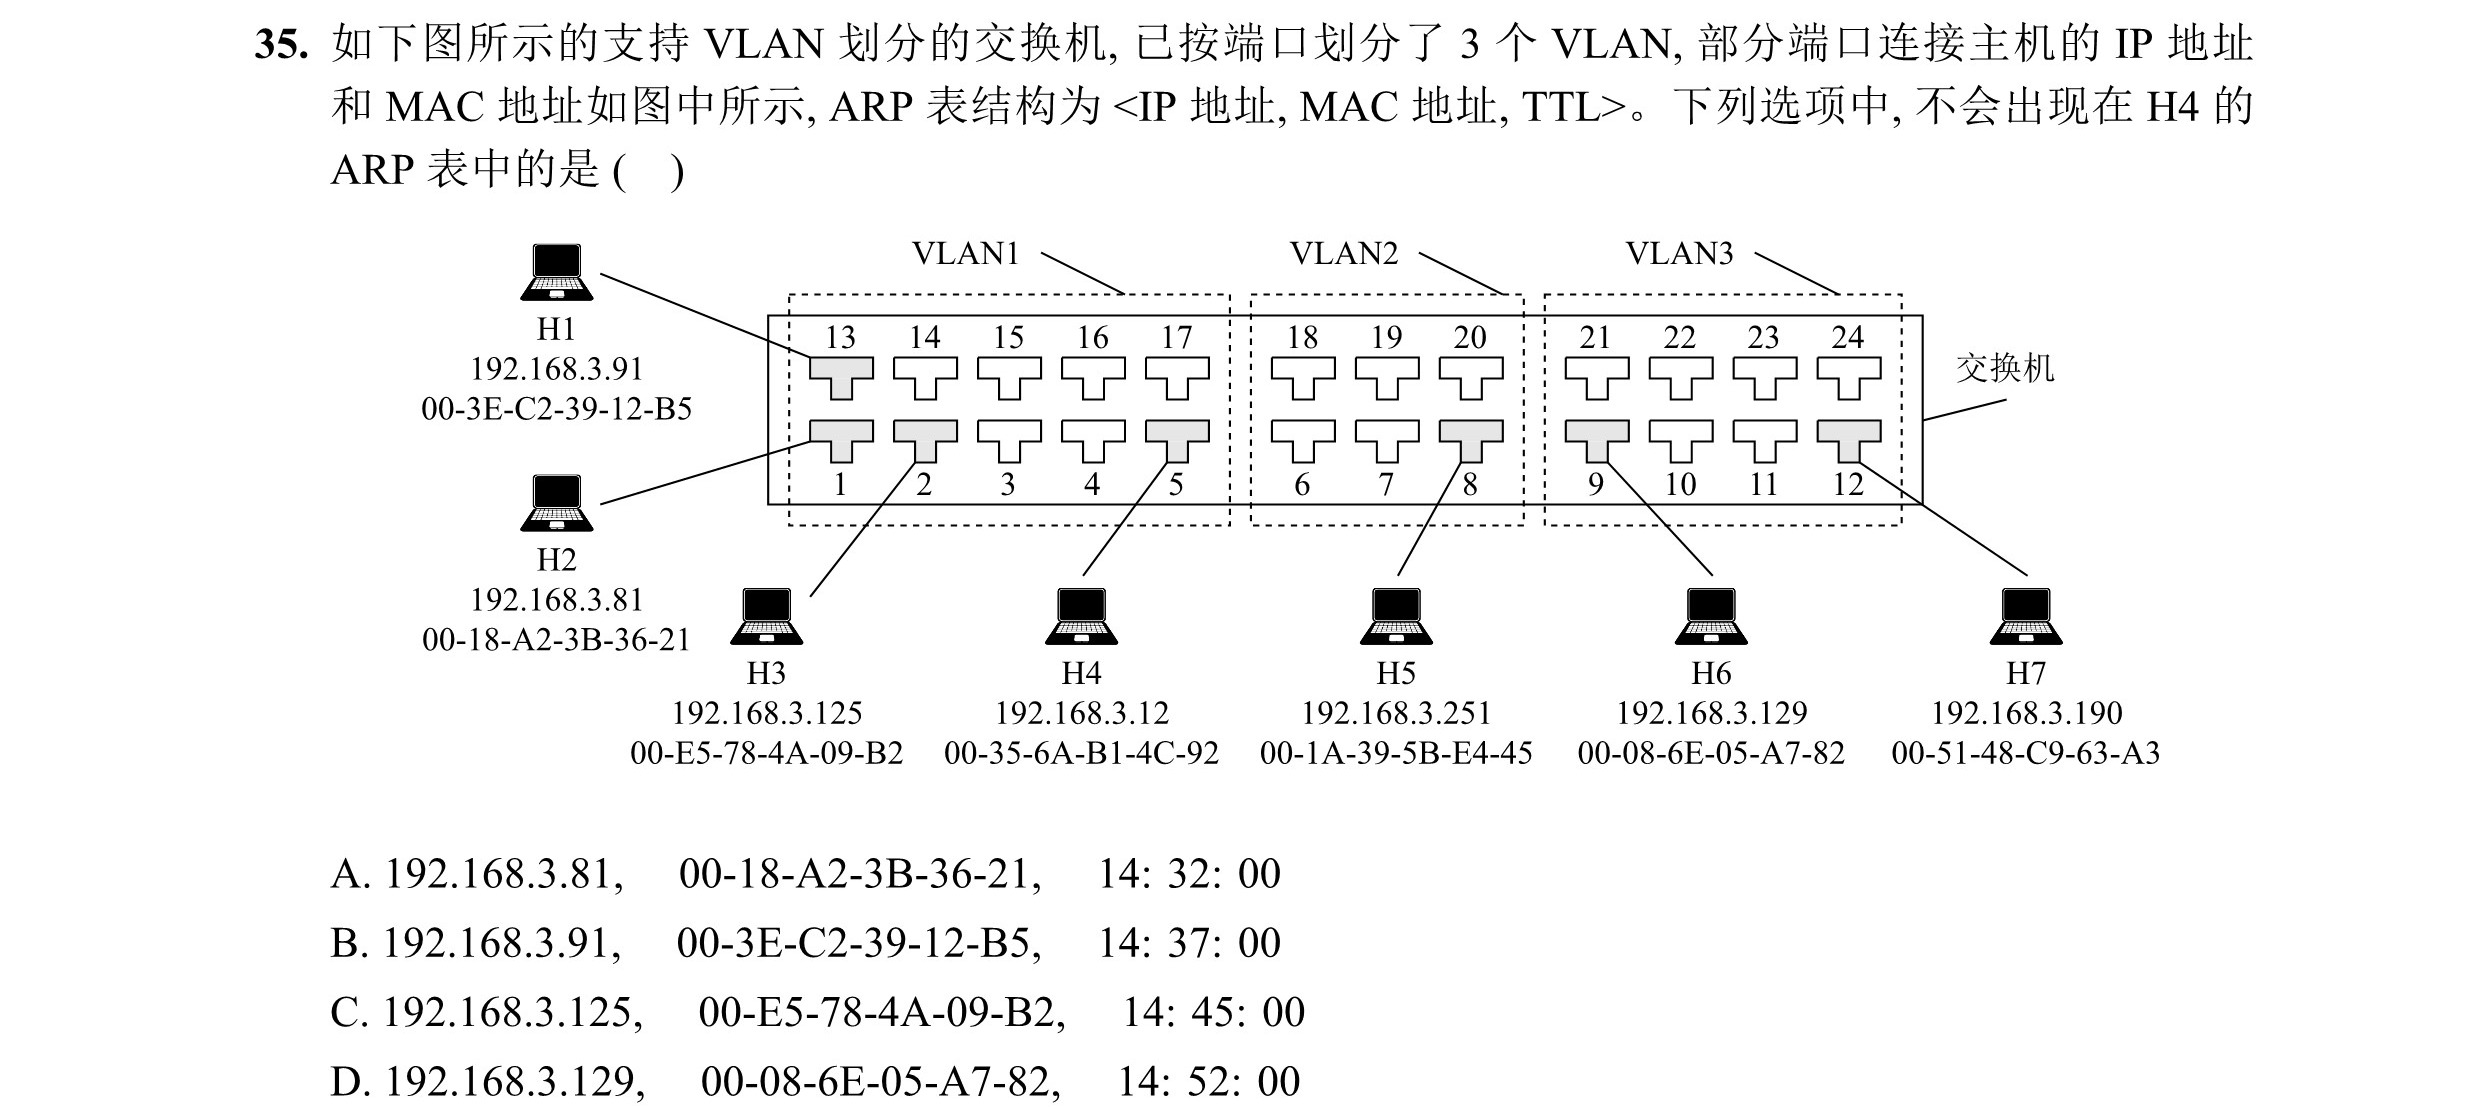 35. 如下图所示的支持 VLAN 划分的交换机, 已按端口划分了 3 个 VLAN, 部分端口连接主机的 IP 地址
和 MAC 地址如图中所示, ARP 表结构为 <IP 地址, MAC 地址, TTL>。下列选项中, 不会出现在 H4 的
ARP 表中的是 (    )
VLAN1 VLAN2 VLAN3
H1
192.168.3.91
00-3E-C2-39-12-B5
13 14 15 16 17 18 19 20 21 22 23 24
交换机
1 2 3 4 5 6 7 8 9 10 11 12
H2
192.168.3.81
00-18-A2-3B-36-21
H3
192.168.3.125
00-E5-78-4A-09-B2
H4
192.168.3.12
00-35-6A-B1-4C-92
H5
192.168.3.251
00-1A-39-5B-E4-45
H6
192.168.3.129
00-08-6E-05-A7-82
H7
192.168.3.190
00-51-48-C9-63-A3
A. 192.168.3.81, 00-18-A2-3B-36-21, 14: 32: 00
B. 192.168.3.91, 00-3E-C2-39-12-B5, 14: 37: 00
C. 192.168.3.125, 00-E5-78-4A-09-B2, 14: 45: 00
D. 192.168.3.129, 00-08-6E-05-A7-82, 14: 52: 00